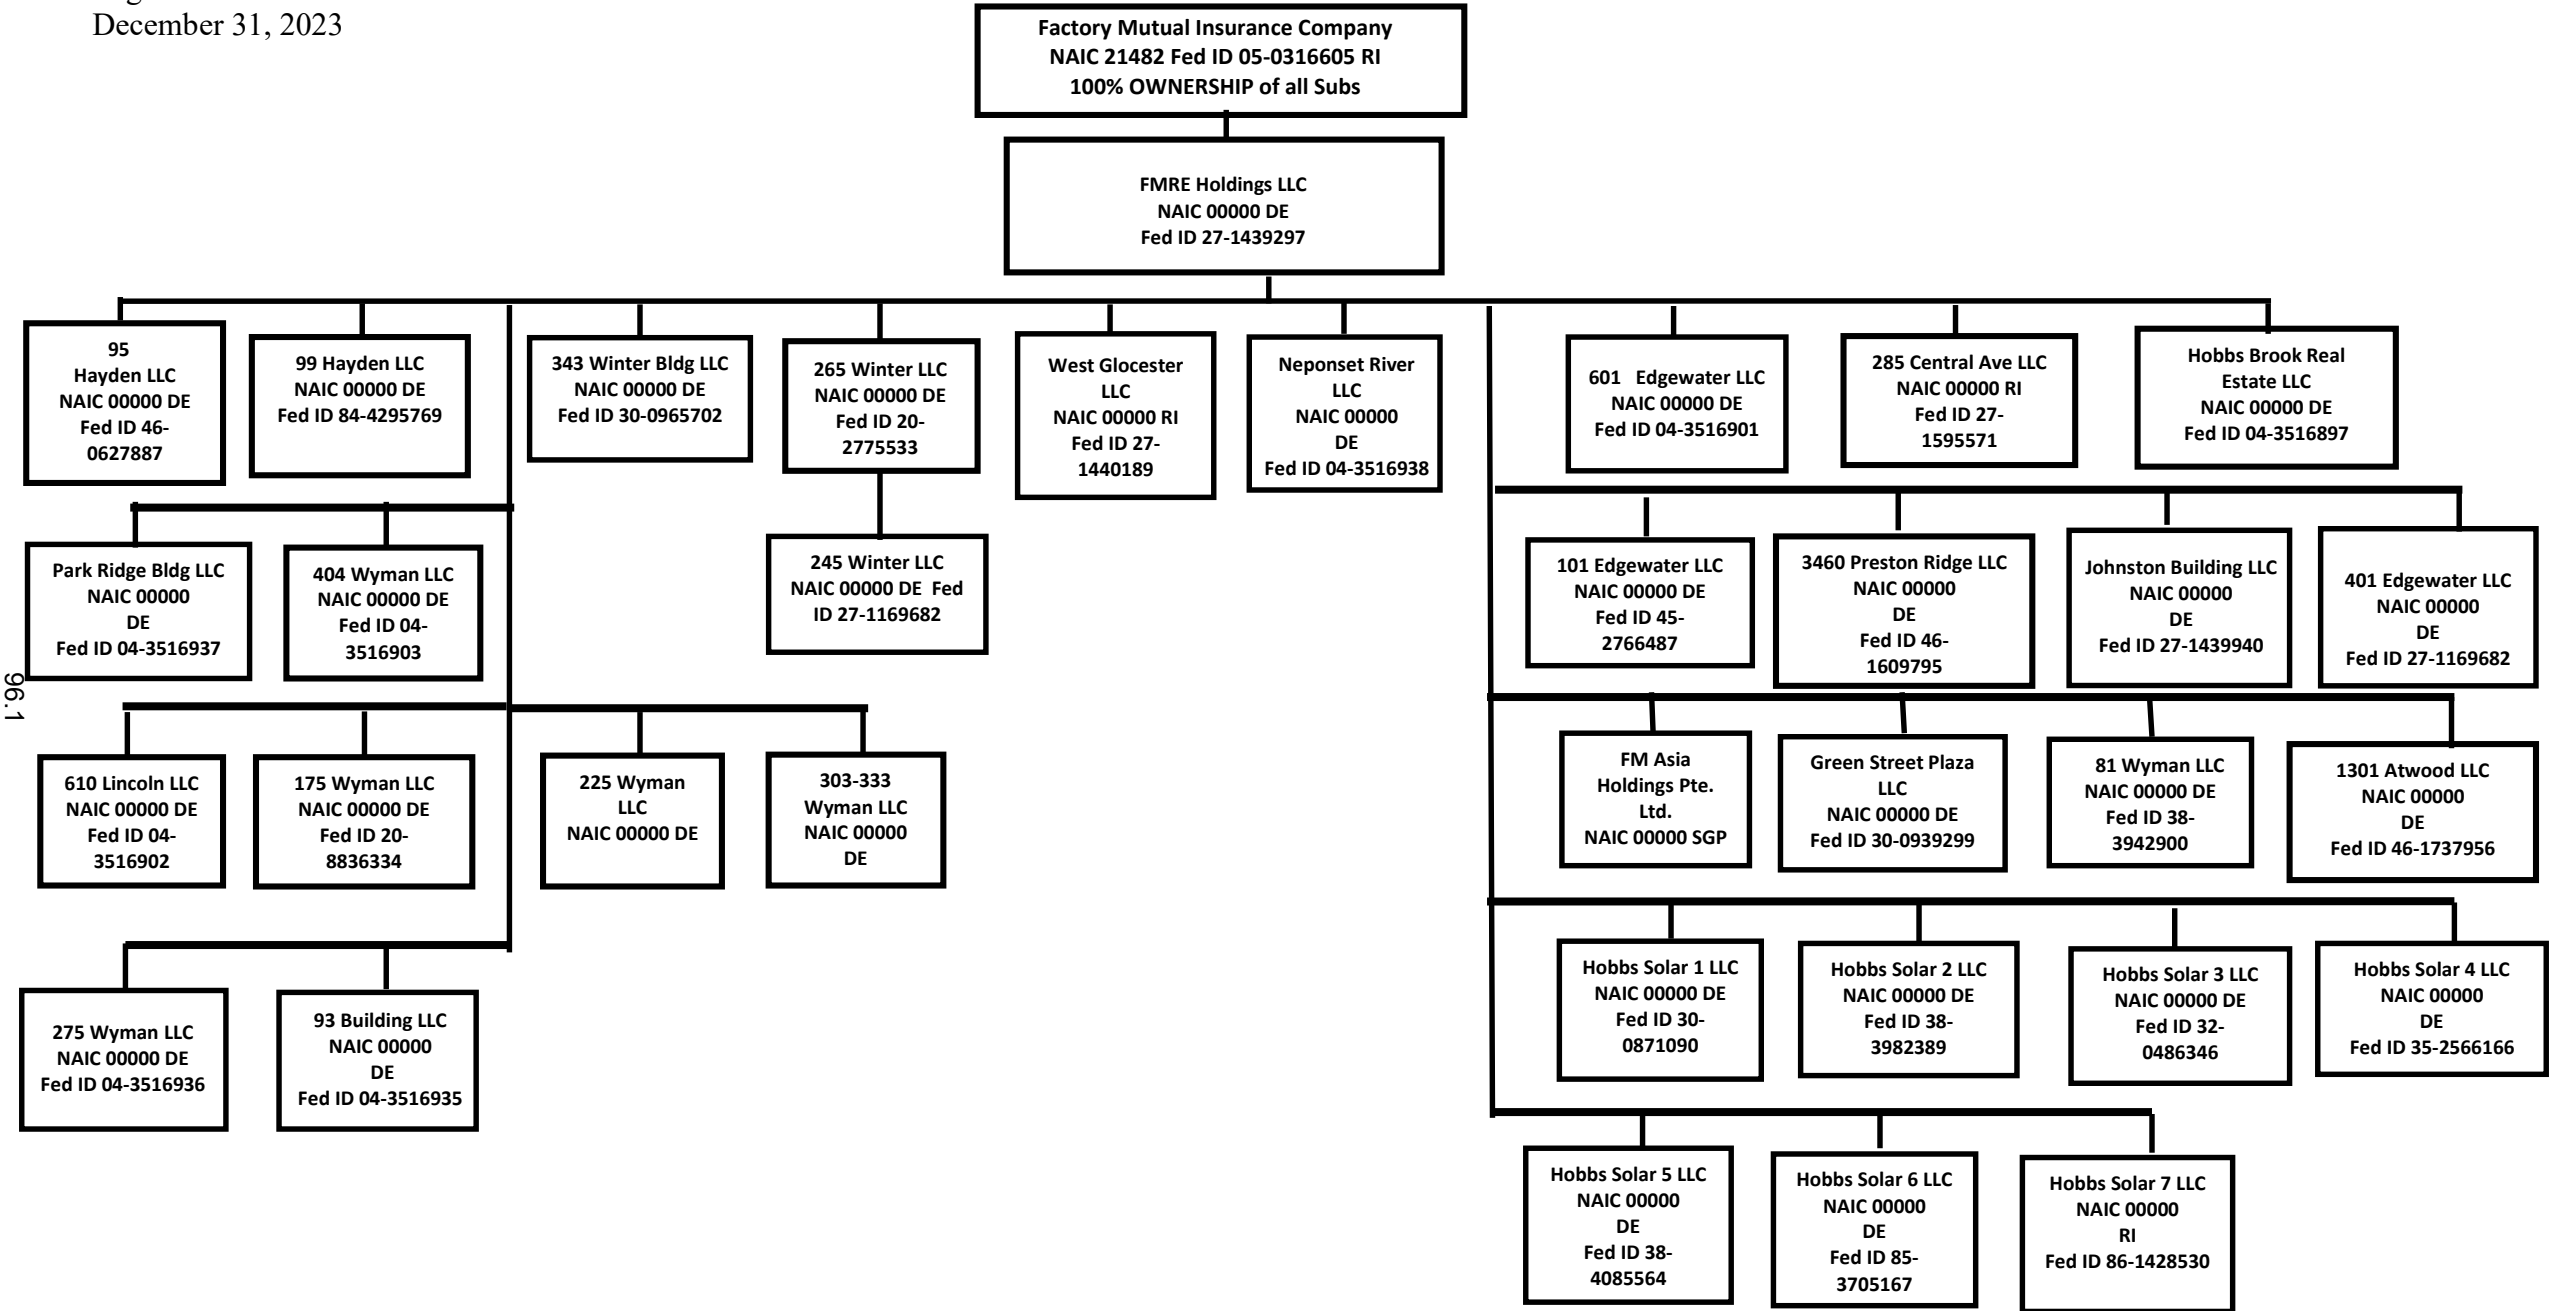 December 31, 2023
Factory Mutual Insurance Company
NAIC 21482 Fed ID 05-0316605 RI
100% OWNERSHIP of all Subs
FMRE Holdings LLC
NAIC 00000 DE
Fed ID 27-1439297
95
Hayden LLC
NAIC 00000 DE
Fed ID 46-
0627887
99 Hayden LLC
NAIC 00000 DE
Fed ID 84-4295769
343 Winter Bldg LLC
NAIC 00000 DE
Fed ID 30-0965702
265 Winter LLC
NAIC 00000 DE
Fed ID 20-
2775533
West Glocester
LLC
NAIC 00000 RI
Fed ID 27-
1440189
Neponset River
LLC
NAIC 00000
DE
Fed ID 04-3516938
601 Edgewater LLC
NAIC 00000 DE
Fed ID 04-3516901
285 Central Ave LLC
NAIC 00000 RI
Fed ID 27-
1595571
Hobbs Brook Real
Estate LLC
NAIC 00000 DE
Fed ID 04-3516897
Park Ridge Bldg LLC
NAIC 00000
DE
Fed ID 04-3516937
404 Wyman LLC
NAIC 00000 DE
Fed ID 04-
3516903
245 Winter LLC
NAIC 00000 DE Fed
ID 27-1169682
101 Edgewater LLC
NAIC 00000 DE
Fed ID 45-
2766487
3460 Preston Ridge LLC
NAIC 00000
DE
Fed ID 46-
1609795
Johnston Building LLC
NAIC 00000
DE
Fed ID 27-1439940
401 Edgewater LLC
NAIC 00000
DE
Fed ID 27-1169682
96.1
610 Lincoln LLC
NAIC 00000 DE
Fed ID 04-
3516902
175 Wyman LLC
NAIC 00000 DE
Fed ID 20-
8836334
225 Wyman
LLC
NAIC 00000 DE
303-333
Wyman LLC
NAIC 00000
DE
FM Asia
Holdings Pte.
Ltd.
NAIC 00000 SGP
Green Street Plaza
LLC
NAIC 00000 DE
Fed ID 30-0939299
81 Wyman LLC
NAIC 00000 DE
Fed ID 38-
3942900
1301 Atwood LLC
NAIC 00000
DE
Fed ID 46-1737956
275 Wyman LLC
NAIC 00000 DE
Fed ID 04-3516936
93 Building LLC
NAIC 00000
DE
Fed ID 04-3516935
Hobbs Solar 1 LLC
NAIC 00000 DE
Fed ID 30-
0871090
Hobbs Solar 2 LLC
NAIC 00000 DE
Fed ID 38-
3982389
Hobbs Solar 3 LLC
NAIC 00000 DE
Fed ID 32-
0486346
Hobbs Solar 4 LLC
NAIC 00000
DE
Fed ID 35-2566166
Hobbs Solar 5 LLC
NAIC 00000
DE
Fed ID 38-
4085564
Hobbs Solar 6 LLC
NAIC 00000
DE
Fed ID 85-
3705167
Hobbs Solar 7 LLC
NAIC 00000
RI
Fed ID 86-1428530